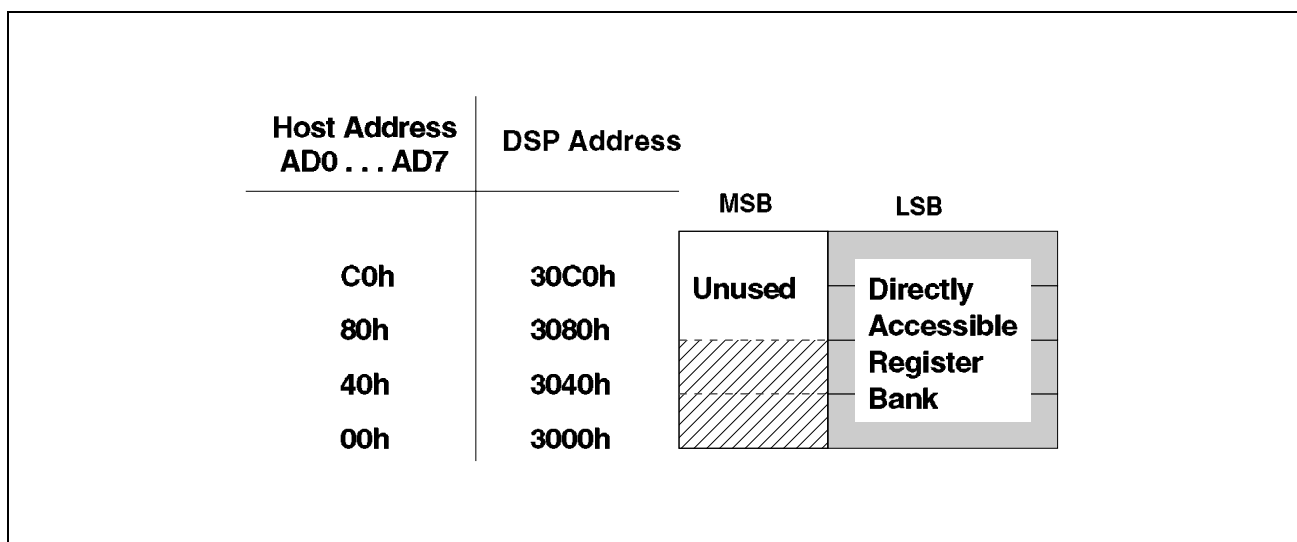 Host Address
AD0 . . . AD7
DSP Address
MSB
LSB
C0h
30C0h
Unused
Directly
80h
3080h
Accessible
40h
3040h
Register
Bank
00h
3000h